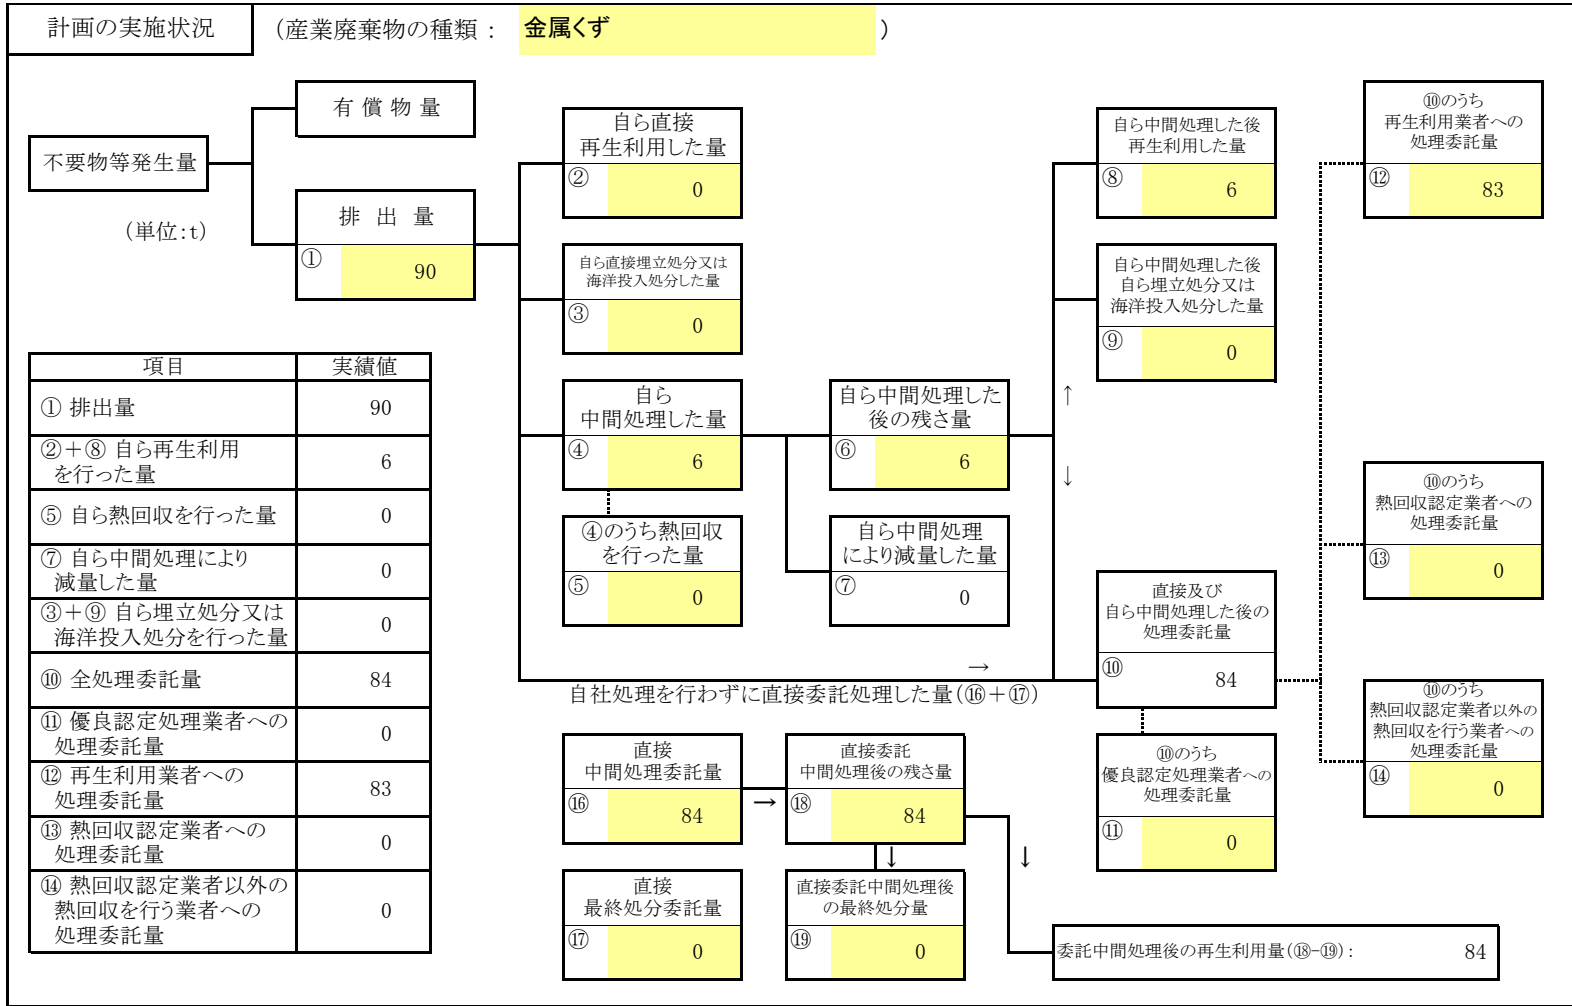 計画の実施状況
(産業廃棄物の種類： 金属くず )
有 償 物 量
不要物等発生量
(単位:t)
排 出 量
① 90
自ら直接
再生利用した量
② 0
自ら直接埋立処分又は
海洋投入処分した量
③ 0
自ら
中間処理した量
④ 6
④のうち熱回収
を行った量
⑤ 0
自ら中間処理した
後の残さ量
⑥ 6
自ら中間処理
により減量した量
⑦ 0
自ら中間処理した後
再生利用した量
⑧ 6
自ら中間処理した後
自ら埋立処分又は
海洋投入処分した量
⑨ 0
↑
↓
→
直接及び
自ら中間処理した後の
処理委託量
⑩ 84
⑩のうち
優良認定処理業者への
処理委託量
⑪ 0
⑩のうち
再生利用業者への
処理委託量
⑫ 83
⑩のうち
熱回収認定業者への
処理委託量
⑬ 0
⑩のうち
熱回収認定業者以外の
熱回収を行う業者への
処理委託量
⑭ 0
自社処理を行わずに直接委託処理した量(⑯＋⑰)
直接
中間処理委託量
⑯ 84
→
直接委託
中間処理後の残さ量
⑱ 84
↓
↓
直接
最終処分委託量
⑰ 0
直接委託中間処理後
の最終処分量
⑲ 0
委託中間処理後の再生利用量(⑱-⑲)： 84
項目 実績値
① 排出量 90
②＋⑧ 自ら再生利用
を行った量 6
⑤ 自ら熱回収を行った量 0
⑦ 自ら中間処理により
減量した量 0
③＋⑨ 自ら埋立処分又は
海洋投入処分を行った量 0
⑩ 全処理委託量 84
⑪ 優良認定処理業者への
処理委託量 0
⑫ 再生利用業者への
処理委託量 83
⑬ 熱回収認定業者への
処理委託量 0
⑭ 熱回収認定業者以外の
熱回収を行う業者への
処理委託量 0